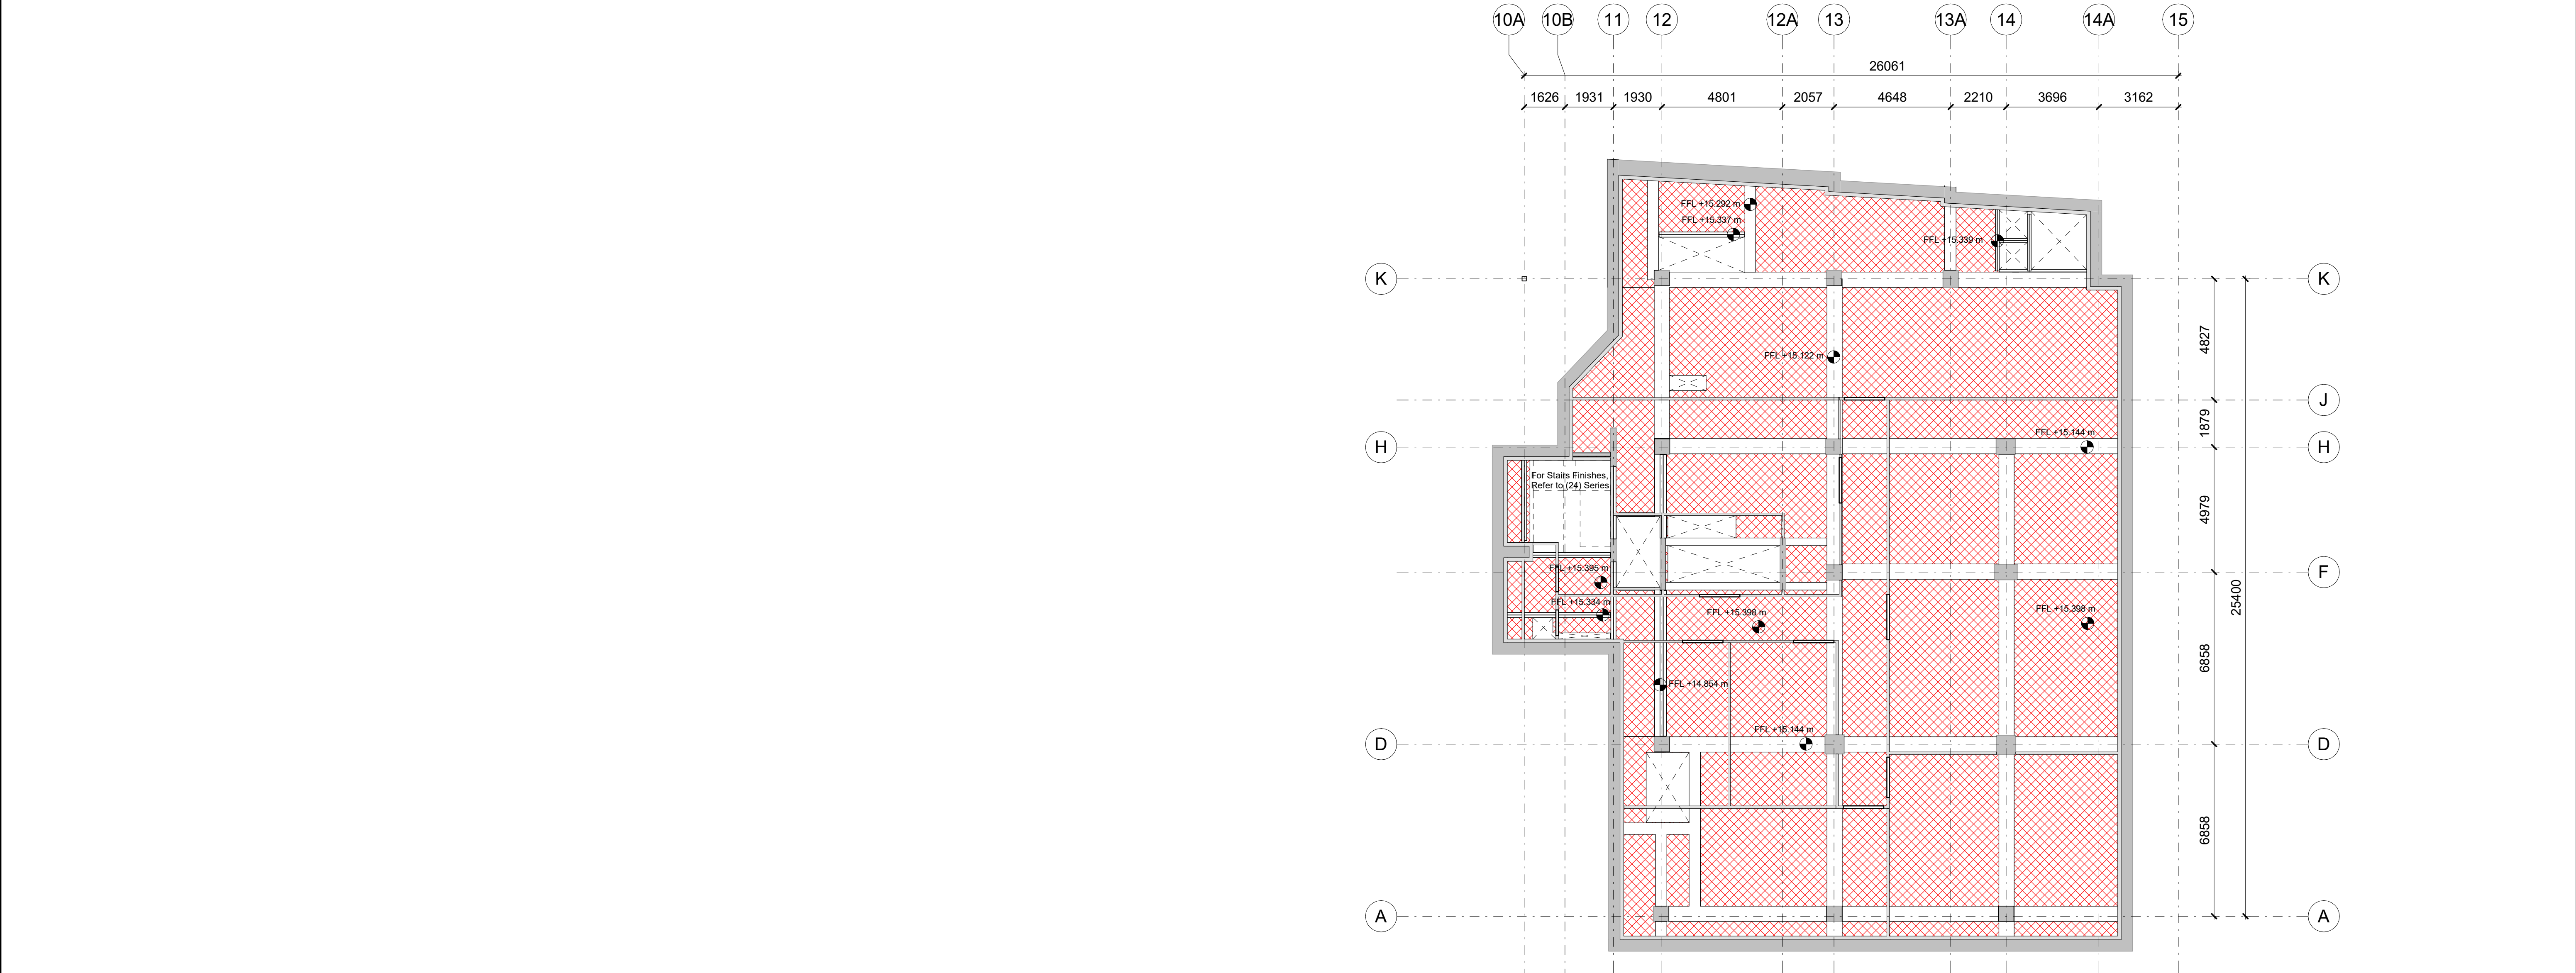 10A 10B 11 12 12A 13 13A 14 14A 15
26061
1626 1931 1930 4801 2057 4648 2210 3696 3162
FFL +15.292 m
FFL +15.337 m
FFL +15.339 m
K K
4827
FFL +15.122 m
J
1879
FFL +15.144 m
H H
For Stairs Finishes,
Refer to (24) Series
4979
FFL +15.395 m
F
25400
FFL +15.334 m
FFL +15.398 m
FFL +15.398 m
6858
FFL +14.854 m
FFL +15.144 m
D D
6858
A A